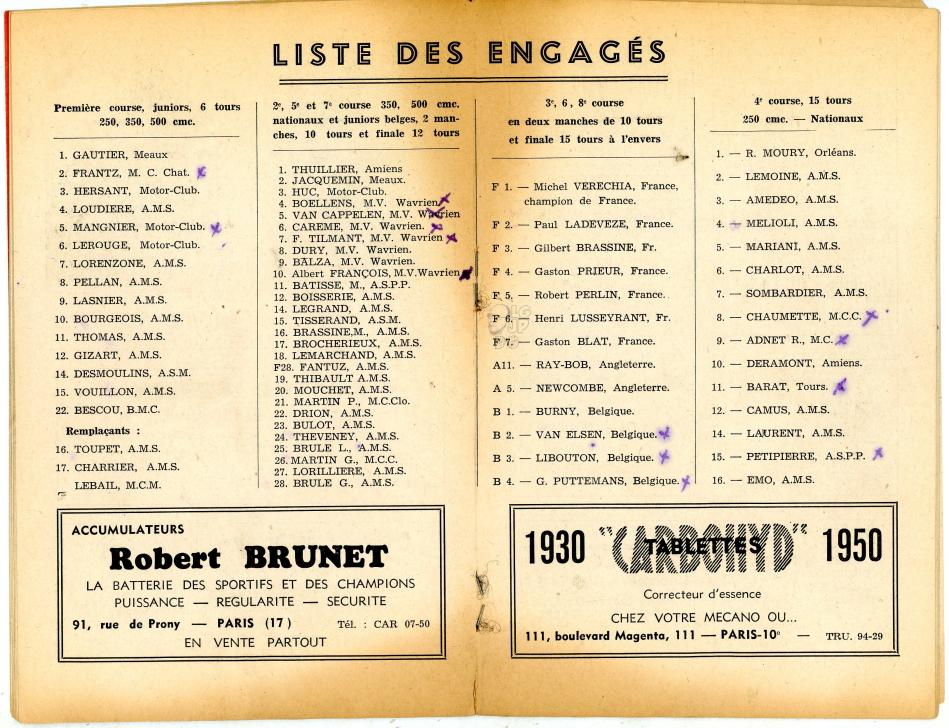 LISTE DES ENGAGÉS
Première course, juniors, 6 tours
250, 350, 500 cmc.
1. GAUTIER, Meaux
2. FRANTZ, M. C. Chat.
3. HERSANT, Motor-Club.
4. LOUDIERE, A.M.S.
5. MANGNIER, Motor-Club.
6. LEROUGE, Motor-Club.
7. LORENZONE, A.M.S.
8. PELLAN, A.M.S.
9. LASNIER, A.M.S.
10. BOURGEOIS, A.M.S.
11. THOMAS, A.M.S.
12. GIZART, A.M.S.
14. DESMOULINS, A.S.M.
15. VOUILLON, A.M.S.
22. BESCOU, B.M.C.
Remplaçants :
16. TOUPET, A.M.S.
17. CHARRIER, A.M.S.
LEBAIL, M.C.M.
2e, 5e et 7e course 350, 500 cmc.
nationaux et juniors belges, 2 man-
ches, 10 tours et finale 12 tours
1. THUILLIER, Amiens
2. JACQUEMIN, Meaux.
3. HUC, Motor-Club.
4. BOELLENS, M.V. Wavrien.
5. VAN CAPPELEN, M.V. Wavrien
6. CAREME, M.V. Wavrien.
7. F. TILMANT, M.V. Wavrien
8. DURY, M.V. Wavrien.
9. BALZA, M.V. Wavrien.
10. Albert FRANÇOIS, M.V.Wavrien
11. BATISSE, M., A.S.P.P.
12. BOISSERIE, A.M.S.
14. LEGRAND, A.M.S.
15. TISSERAND, A.S.M.
16. BRASSINE,M., A.M.S.
17. BROCHERIEUX, A.M.S.
18. LEMARCHAND, A.M.S.
F28. FANTUZ, A.M.S.
19. THIBAULT A.M.S.
20. MOUCHET, A.M.S.
21. MARTIN P., M.C.Clo.
22. DRION, A.M.S.
23. BULOT, A.M.S.
24. THEVENEY, A.M.S.
25. BRULE L., A.M.S.
26. MARTIN G., M.C.C.
27. LORILLIERE, A.M.S.
28. BRULE G., A.M.S.
3e, 6, 8e course
en deux manches de 10 tours
et finale 15 tours à l'envers
F 1. — Michel VERECHIA, France,
champion de France.
F 2. — Paul LADEVEZE, France.
F 3. — Gilbert BRASSINE, Fr.
F 4. — Gaston PRIEUR, France.
F 5. — Robert PERLIN, France.
F 6. — Henri LUSSEYRANT, Fr.
F 7. — Gaston BLAT, France.
A11. — RAY-BOB, Angleterre.
A 5. — NEWCOMBE, Angleterre.
B 1. — BURNY, Belgique.
B 2. — VAN ELSEN, Belgique.
B 3. — LIBOUTON, Belgique.
B 4. — G. PUTTEMANS, Belgique.
4e course, 15 tours
250 cmc. — Nationaux
1. — R. MOURY, Orléans.
2. — LEMOINE, A.M.S.
3. — AMEDEO, A.M.S.
4. — MELIOLI, A.M.S.
5. — MARIANI, A.M.S.
6. — CHARLOT, A.M.S.
7. — SOMBARDIER, A.M.S.
8. — CHAUMETTE, M.C.C.
9. — ADNET R., M.C.
10. — DERAMONT, Amiens.
11. — BARAT, Tours.
12. — CAMUS, A.M.S.
14. — LAURENT, A.M.S.
15. — PETIPIERRE, A.S.P.P.
16. — EMO, A.M.S.
ACCUMULATEURS
Robert BRUNET
LA BATTERIE DES SPORTIFS ET DES CHAMPIONS
PUISSANCE — REGULARITE — SECURITE
91, rue de Prony — PARIS (17) Tél. : CAR 07-50
EN VENTE PARTOUT
1930 "CARBOHYD" 1950
TABLETTES
Correcteur d'essence
CHEZ VOTRE MECANO OU...
111, boulevard Magenta, 111 — PARIS-10e — TRU. 94-29